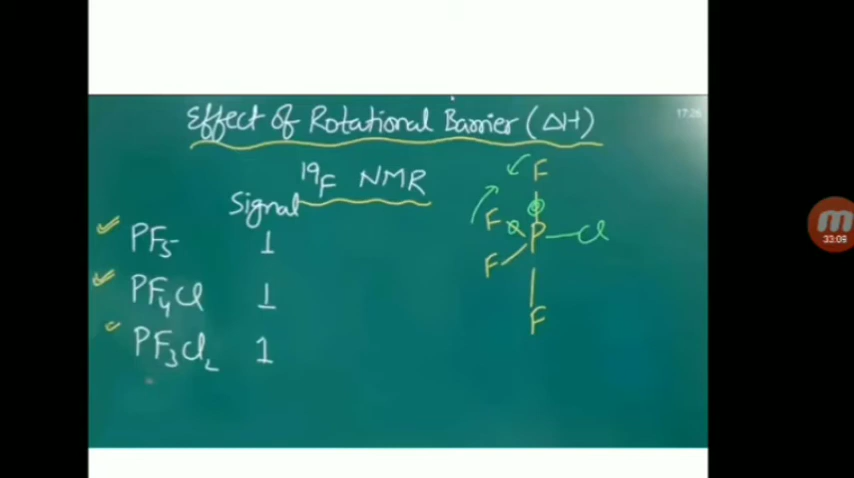 Effect of Rotational Barrier (ΔH)
17:26
19F NMR
Signal
PF5 1
PF4Cl 1
PF3Cl2 1
F
F
P—Cl
F
F
33:09